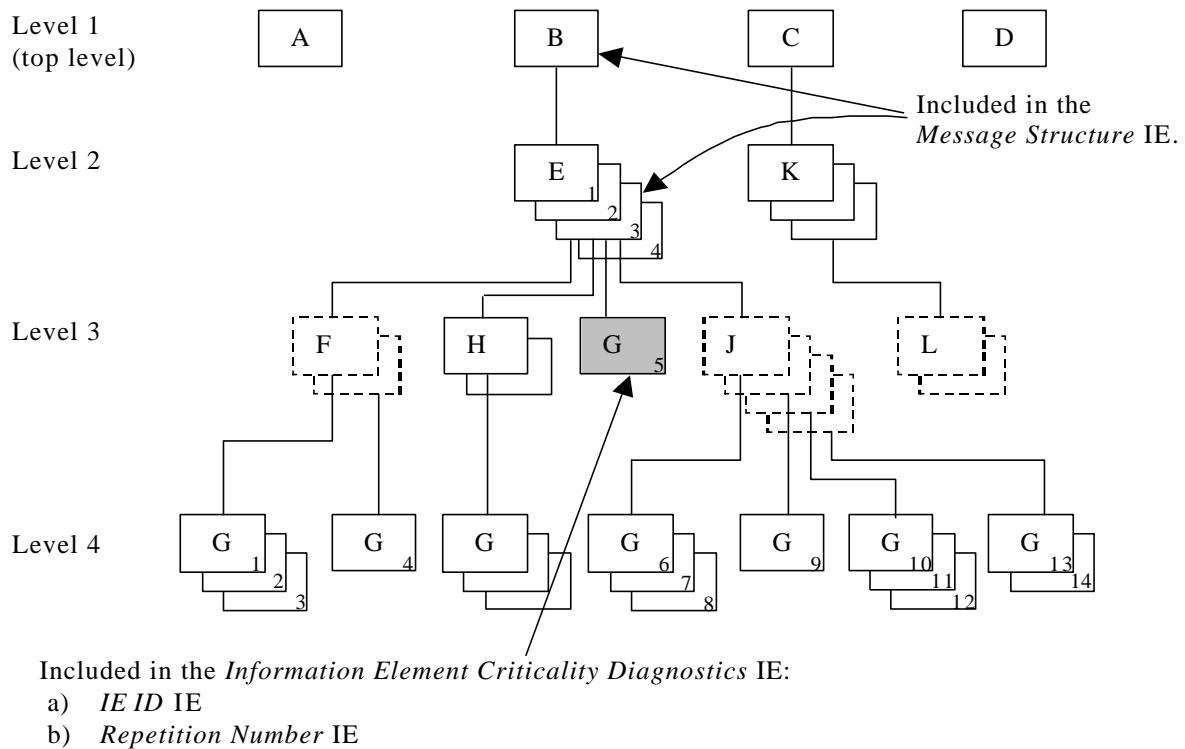 Level 1
(top level)
A
B
C
D
Included in the
Message Structure IE.
Level 2
E
1
2
3
4
K
Level 3
F
H
G
5
J
L
Level 4
G
1
2
3
G
4
G
G
6
7
8
G
9
G
10
11
12
G
13
14
Included in the Information Element Criticality Diagnostics IE:
a) IE ID IE
b) Repetition Number IE